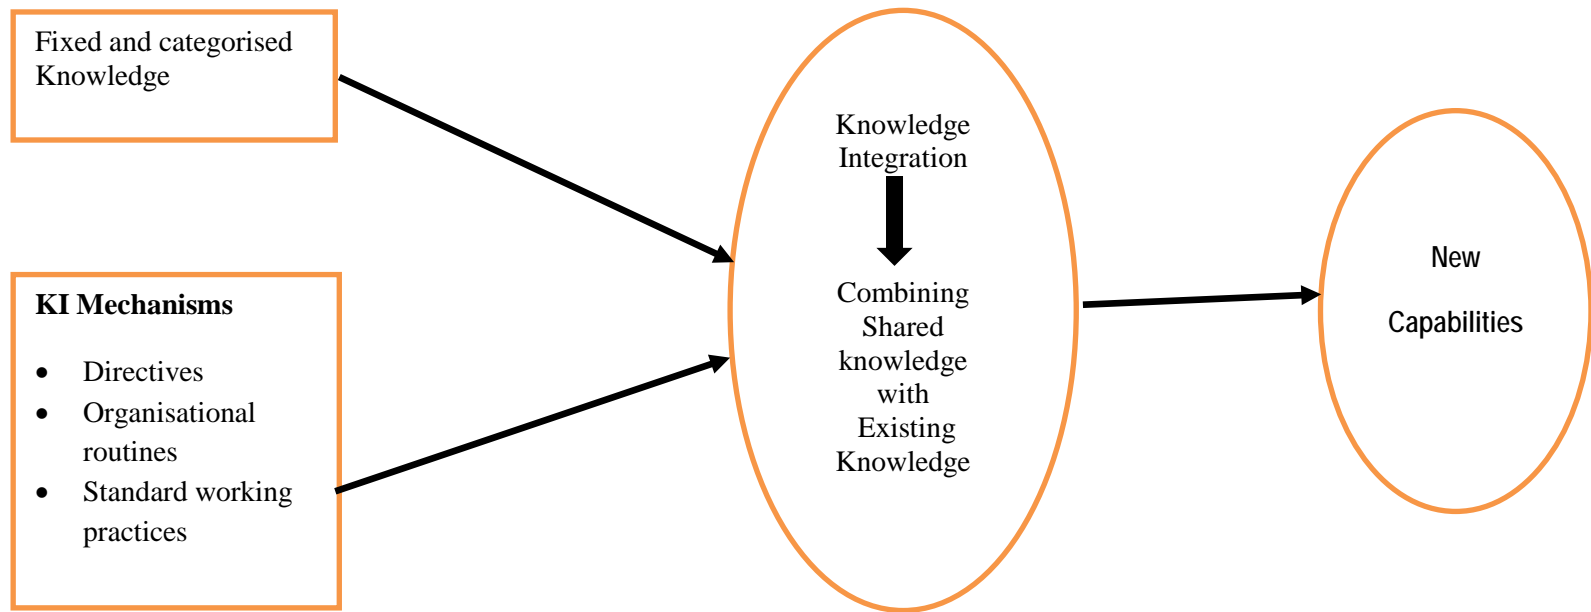 Fixed and categorised
Knowledge
KI Mechanisms
• Directives
• Organisational
routines
• Standard working
practices
Knowledge
Integration
Combining
Shared
knowledge
with
Existing
Knowledge
New
Capabilities